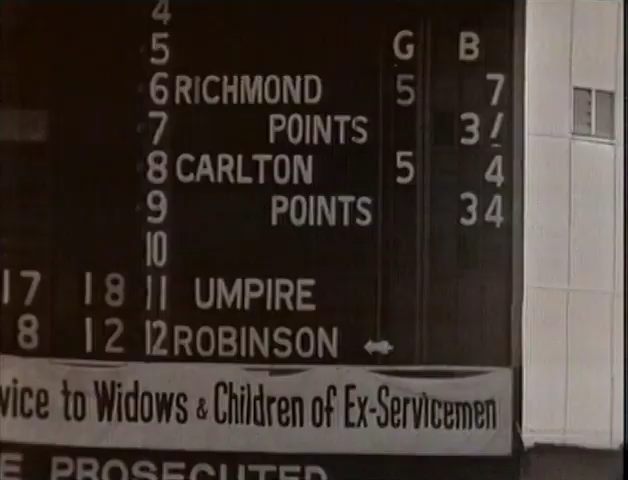 4
5 G B
6 RICHMOND 5 7
7 POINTS 37
8 CARLTON 5 4
9 POINTS 34
10
17 18 11 UMPIRE
8 12 12 ROBINSON
vice to Widows & Children of Ex-Servicemen
E PROSECUTED